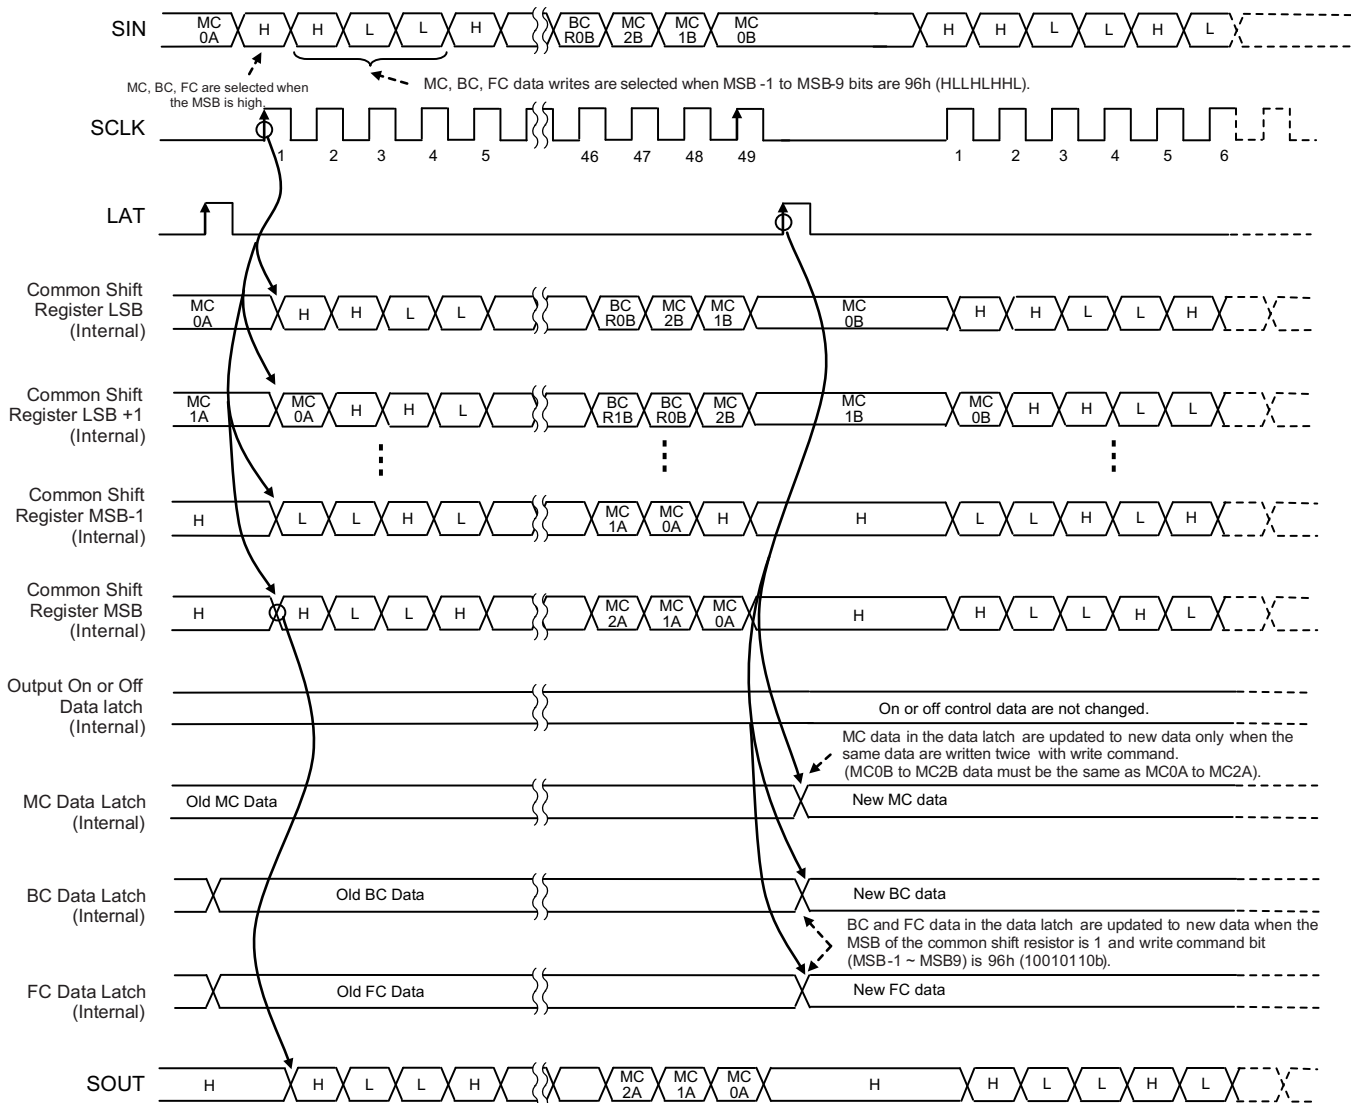 SIN MC 0A H H L L H BC R0B MC 2B MC 1B MC 0B H H L L H L
MC, BC, FC are selected when
the MSB is high.
MC, BC, FC data writes are selected when MSB -1 to MSB-9 bits are 96h (HLLHLHHL).
SCLK
1 2 3 4 5 46 47 48 49 1 2 3 4 5 6
LAT
Common Shift
Register LSB
(Internal)
MC 0A H H L L BC R0B MC 2B MC 1B MC 0B H H L L H
Common Shift
Register LSB +1
(Internal)
MC 1A MC 0A H H L BC R1B BC R0B MC 2B MC 1B MC 0B H H L L
Common Shift
Register MSB-1
(Internal)
H L L H L MC 1A MC 0A H H L L H L H
Common Shift
Register MSB
(Internal)
H H L L H MC 2A MC 1A MC 0A H H L L H L
Output On or Off
Data latch
(Internal)
On or off control data are not changed.
MC data in the data latch are updated to new data only when the
same data are written twice with write command.
(MC0B to MC2B data must be the same as MC0A to MC2A).
MC Data Latch
(Internal)
Old MC Data New MC data
BC Data Latch
(Internal)
Old BC Data New BC data
BC and FC data in the data latch are updated to new data when the
MSB of the common shift resistor is 1 and write command bit
(MSB-1 ~ MSB9) is 96h (10010110b).
FC Data Latch
(Internal)
Old FC Data New FC data
SOUT H H L L H MC 2A MC 1A MC 0A H H L L H L